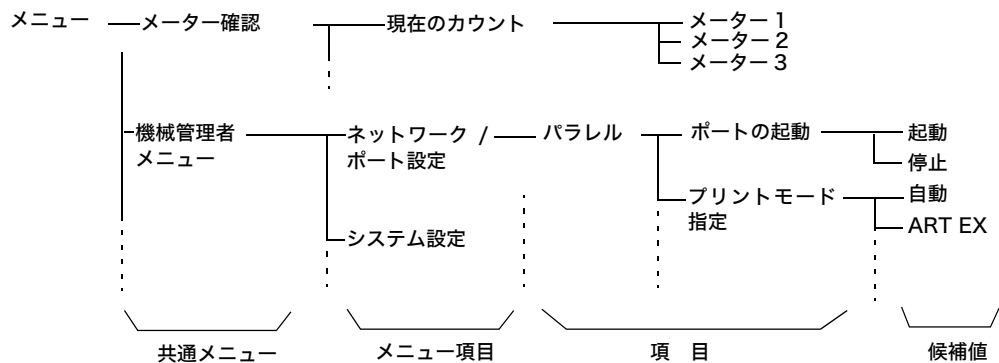 メニュー メーター確認 現在のカウント メーター1
メーター2
メーター3
機械管理者 ネットワーク / パラレル ポートの起動 起動
メニュー ポート設定 停止
プリントモード 自動
指定 ART EX
システム設定
共通メニュー メニュー項目 項 目 候補値